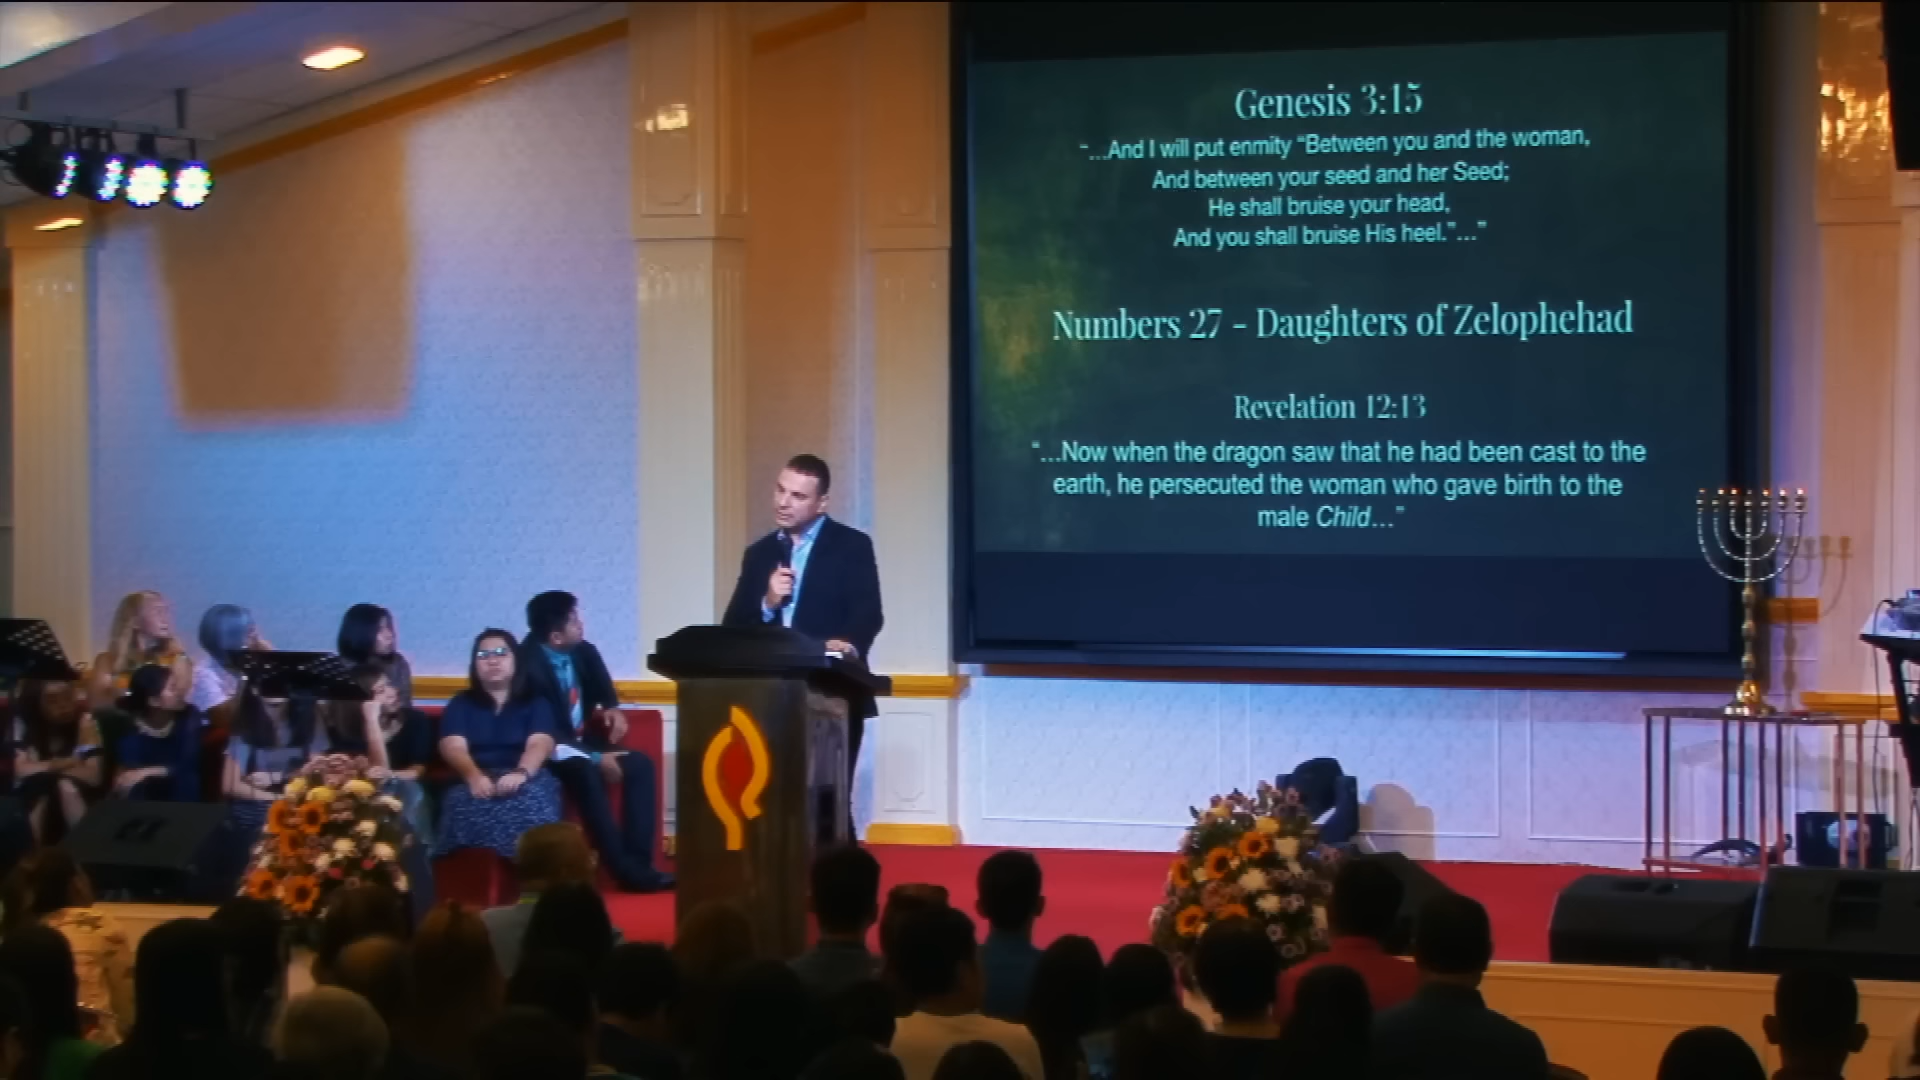 Genesis 3:15
“...And I will put enmity “Between you and the woman,
And between your seed and her Seed;
He shall bruise your head,
And you shall bruise His heel.”...”
Numbers 27 - Daughters of Zelophehad
Revelation 12:13
“...Now when the dragon saw that he had been cast to the
earth, he persecuted the woman who gave birth to the
male Child...”